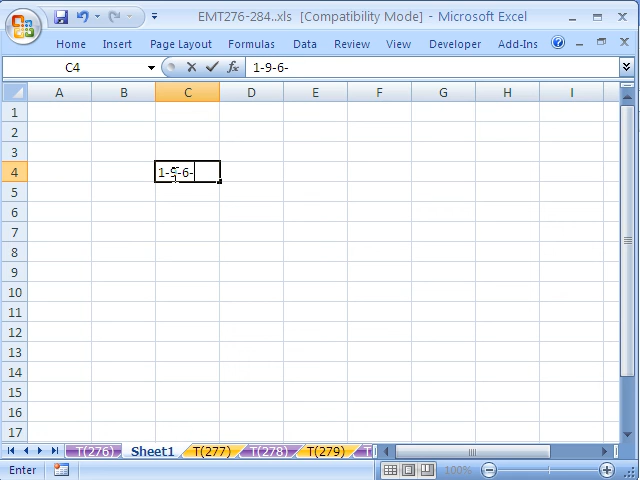 EMT276-284..xls [Compatibility Mode] - Microsoft Excel
Home Insert Page Layout Formulas Data Review View Developer Add-Ins
C4 fx 1-9-6-
A B C D E F G H I
1
2
3
4 1-9-6-
5
6
7
8
9
10
11
12
13
14
15
16
17
T(276) Sheet1 T(277) T(278) T(279)
Enter 100%